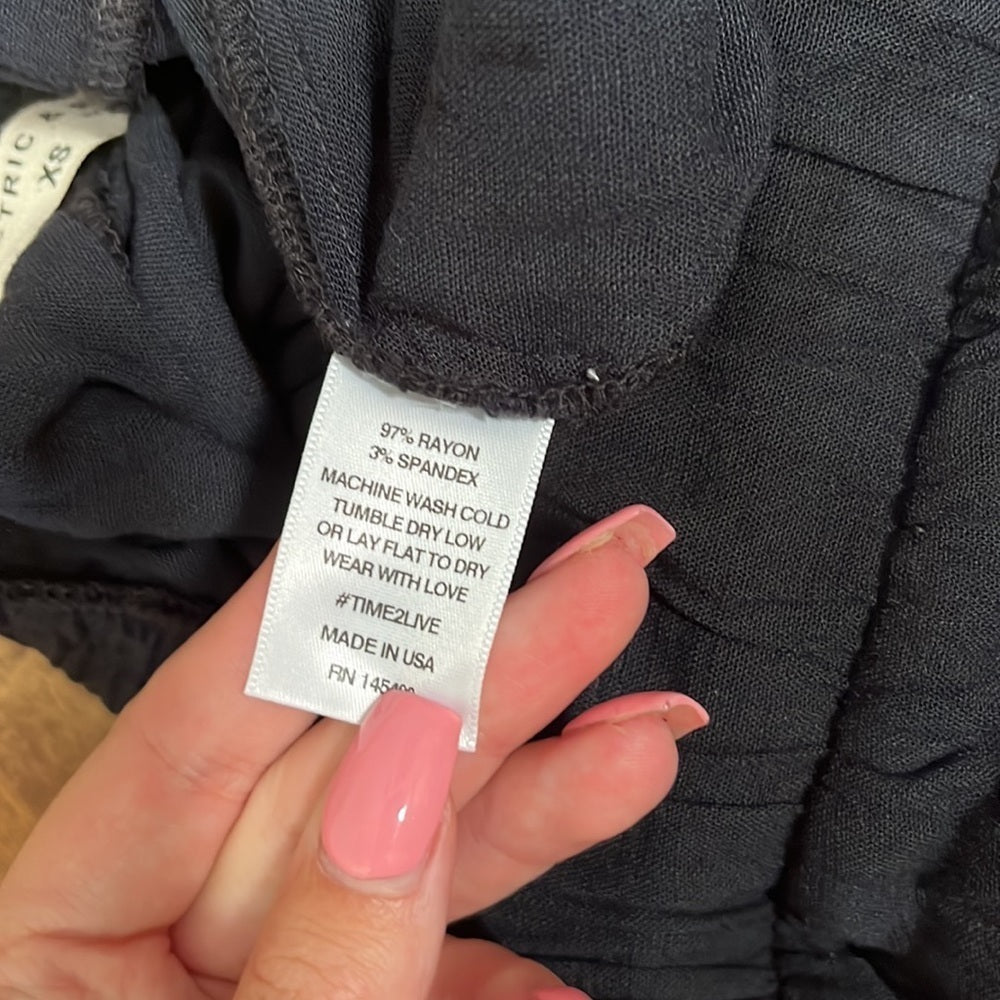 XS
97% RAYON
3% SPANDEX
MACHINE WASH COLD
TUMBLE DRY LOW
OR LAY FLAT TO DRY
WEAR WITH LOVE
#TIME2LIVE
MADE IN USA
RN